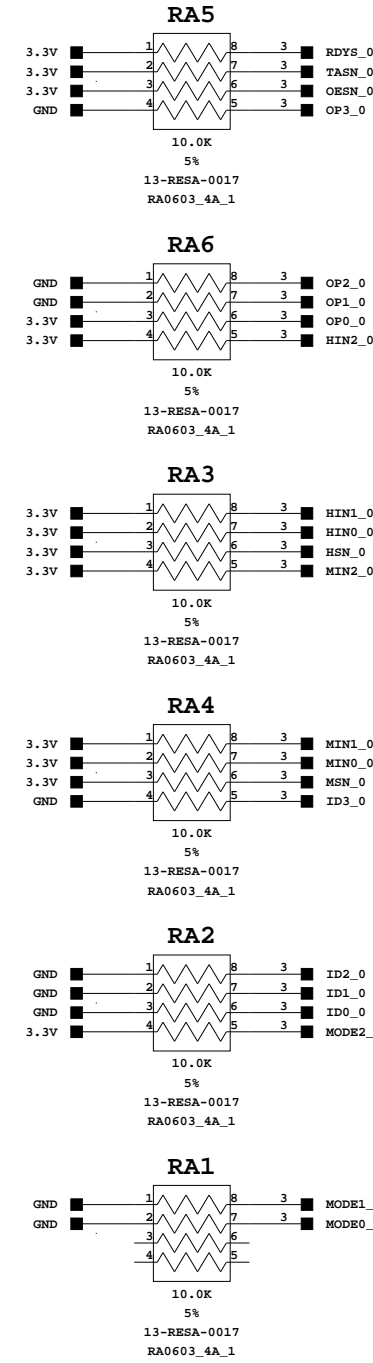 RA5
3.3V 1 8 3 RDYS_0
3.3V 2 7 3 TASN_0
3.3V 3 6 3 OESN_0
GND 4 5 3 OP3_0
10.0K
5%
13-RESA-0017
RA0603_4A_1
RA6
GND 1 8 3 OP2_0
GND 2 7 3 OP1_0
3.3V 3 6 3 OP0_0
3.3V 4 5 3 HIN2_0
10.0K
5%
13-RESA-0017
RA0603_4A_1
RA3
3.3V 1 8 3 HIN1_0
3.3V 2 7 3 HIN0_0
3.3V 3 6 3 HSN_0
3.3V 4 5 3 MIN2_0
10.0K
5%
13-RESA-0017
RA0603_4A_1
RA4
3.3V 1 8 3 MIN1_0
3.3V 2 7 3 MIN0_0
3.3V 3 6 3 MSN_0
GND 4 5 3 ID3_0
10.0K
5%
13-RESA-0017
RA0603_4A_1
RA2
GND 1 8 3 ID2_0
GND 2 7 3 ID1_0
GND 3 6 3 ID0_0
3.3V 4 5 3 MODE2_
10.0K
5%
13-RESA-0017
RA0603_4A_1
RA1
GND 1 8 3 MODE1_
GND 2 7 3 MODE0_
3 6
4 5
10.0K
5%
13-RESA-0017
RA0603_4A_1